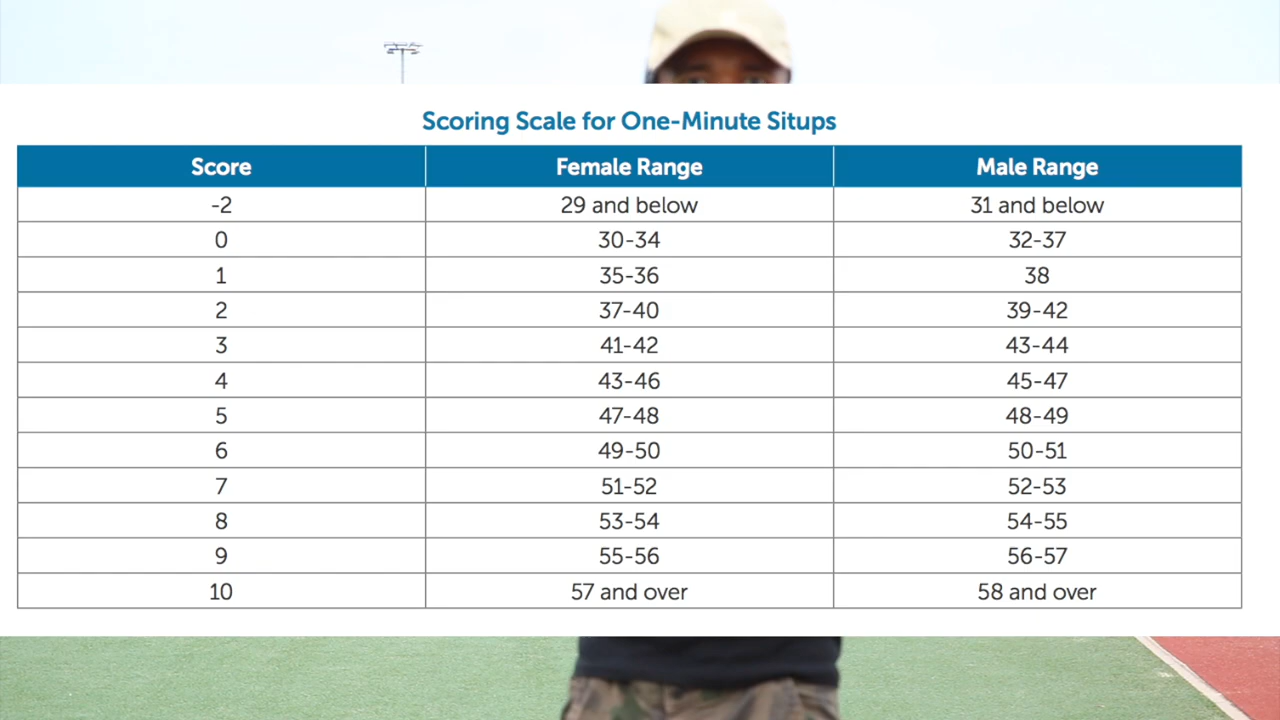 Scoring Scale for One-Minute Situps
Score Female Range Male Range
-2 29 and below 31 and below
0 30-34 32-37
1 35-36 38
2 37-40 39-42
3 41-42 43-44
4 43-46 45-47
5 47-48 48-49
6 49-50 50-51
7 51-52 52-53
8 53-54 54-55
9 55-56 56-57
10 57 and over 58 and over